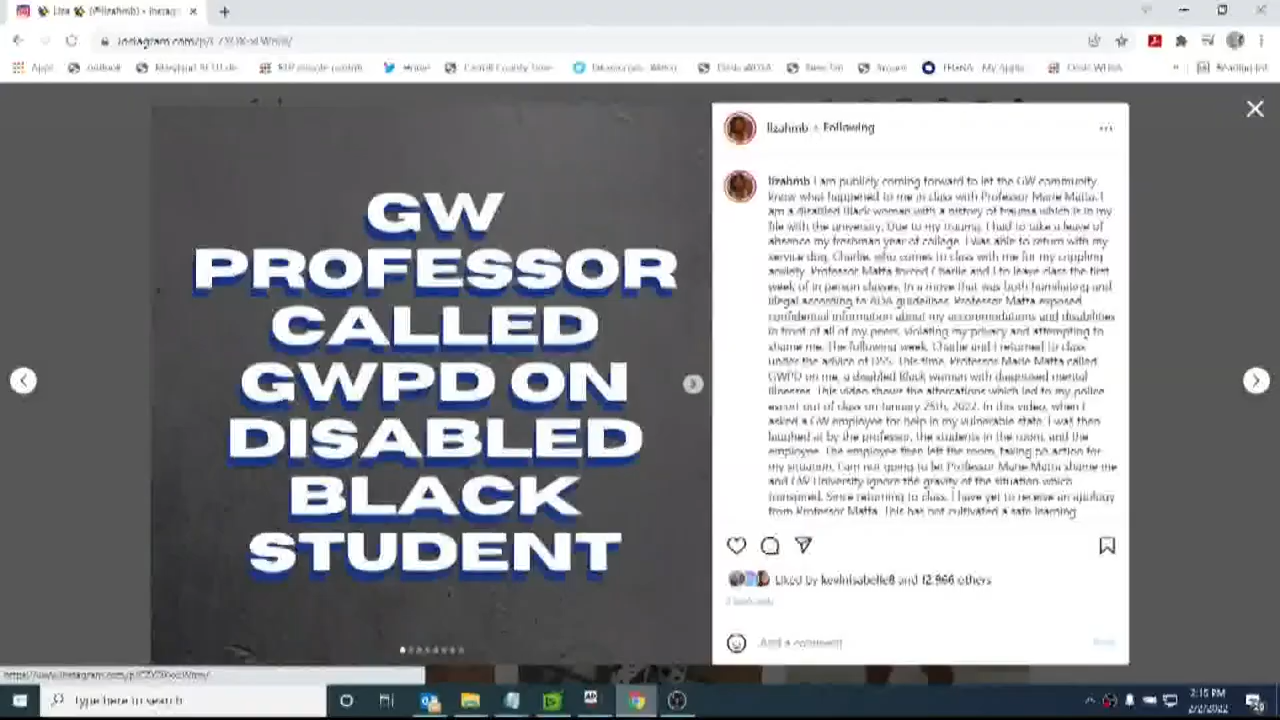 Liza (@lizahmb) • Instag
lizahmb • Following
GW
PROFESSOR
CALLED
GWPD ON
DISABLED
BLACK
STUDENT
lizahmb I am publicly coming forward to let the GW community
know what happened to me in class with Professor Marie Matta. I
am a disabled Black woman with a history of trauma which is in my
file with the university. Due to my trauma, I had to take a leave of
absence my freshman year of college. I was able to return with my
service dog, Charlie, who comes to class with me for my crippling
anxiety. Professor Matta forced Charlie and I to leave class the first
week of in person classes. In a move that was both humiliating and
illegal according to ADA guidelines, Professor Matta exposed
confidential information about my accommodations and disabilities
in front of all of my peers, violating my privacy and attempting to
shame me. The following week, Charlie and I returned to class
under the advice of DSS. This time, Professor Marie Matta called
GWPD on me, a disabled Black woman with diagnosed mental
illnesses. This video shows the altercations which led to my police
escort out of class on January 25th, 2022. In this video, when I
asked a GW employee for help in my vulnerable state, I was then
laughed at by the professor, the students in the room, and the
employee. The employee then left the room, taking no action for
my situation. I am not going to let Professor Marie Matta shame me
and GW University ignore the gravity of the situation which
transpired. Since returning to class, I have yet to receive an apology
from Professor Matta. This has not cultivated a safe learning
Liked by kevinisabelle8 and 12,966 others
Add a comment
Post
Type here to search
2:15 PM
2/2/2022